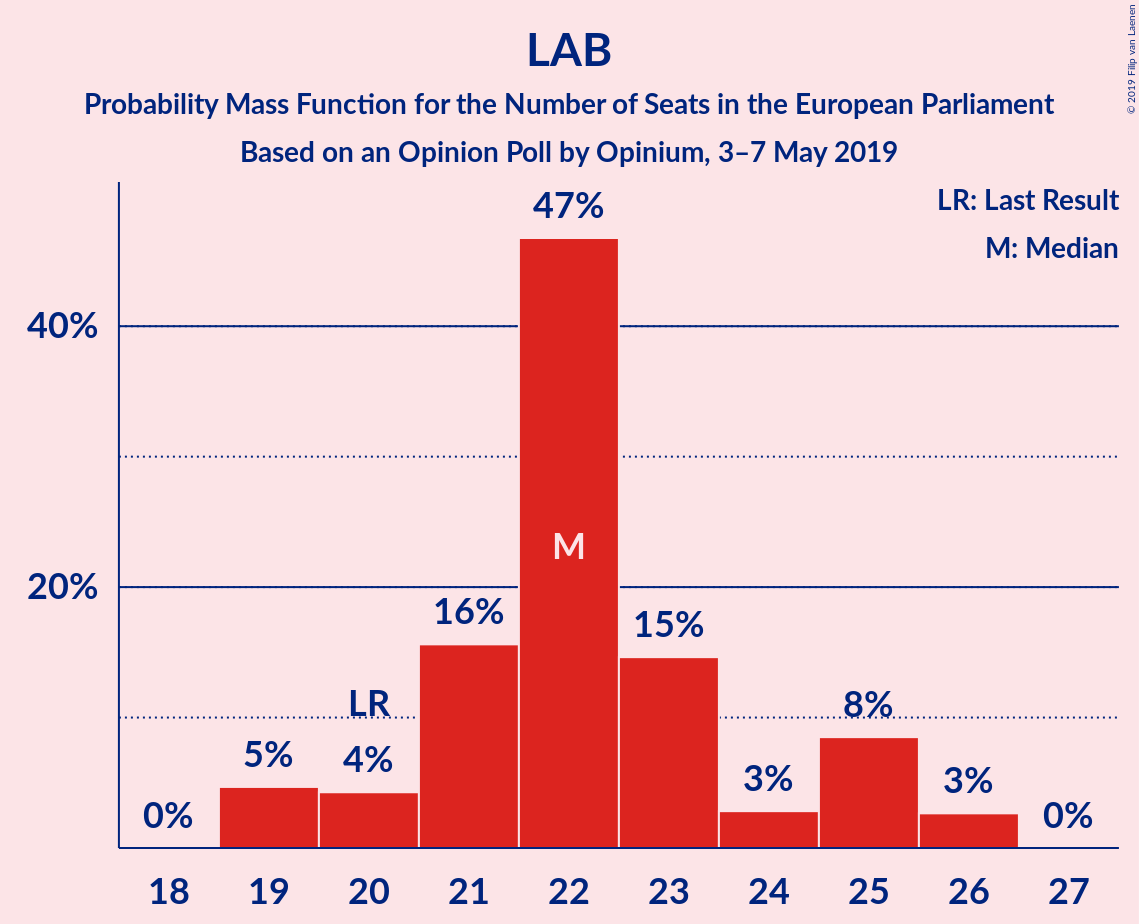 LAB
Probability Mass Function for the Number of Seats in the European Parliament
Based on an Opinion Poll by Opinium, 3–7 May 2019
© 2019 Filip van Laenen
LR: Last Result
M: Median
47%
40%
M
20%
16%
15%
LR
8%
5%
4%
3%
3%
0%
0%
18 19 20 21 22 23 24 25 26 27